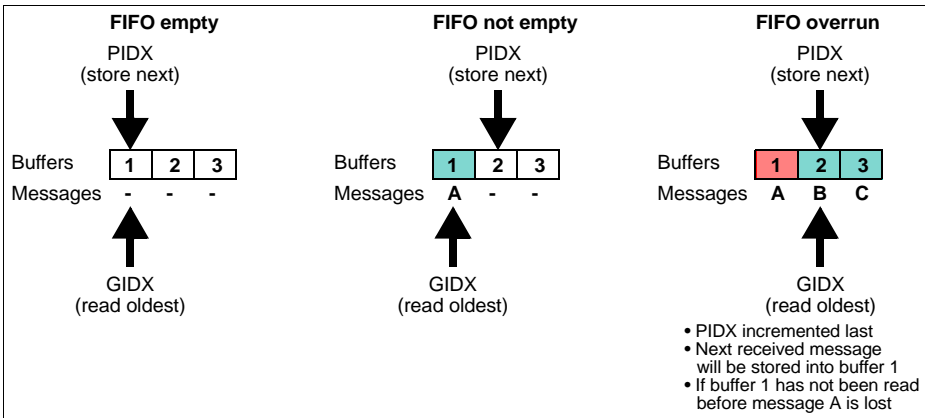 FIFO empty
PIDX
(store next)
Buffers 1 2 3
Messages - - -
GIDX
(read oldest)
FIFO not empty
PIDX
(store next)
Buffers 1 2 3
Messages A - -
GIDX
(read oldest)
FIFO overrun
PIDX
(store next)
Buffers 1 2 3
Messages A B C
GIDX
(read oldest)
• PIDX incremented last
• Next received message
will be stored into buffer 1
• If buffer 1 has not been read
before message A is lost